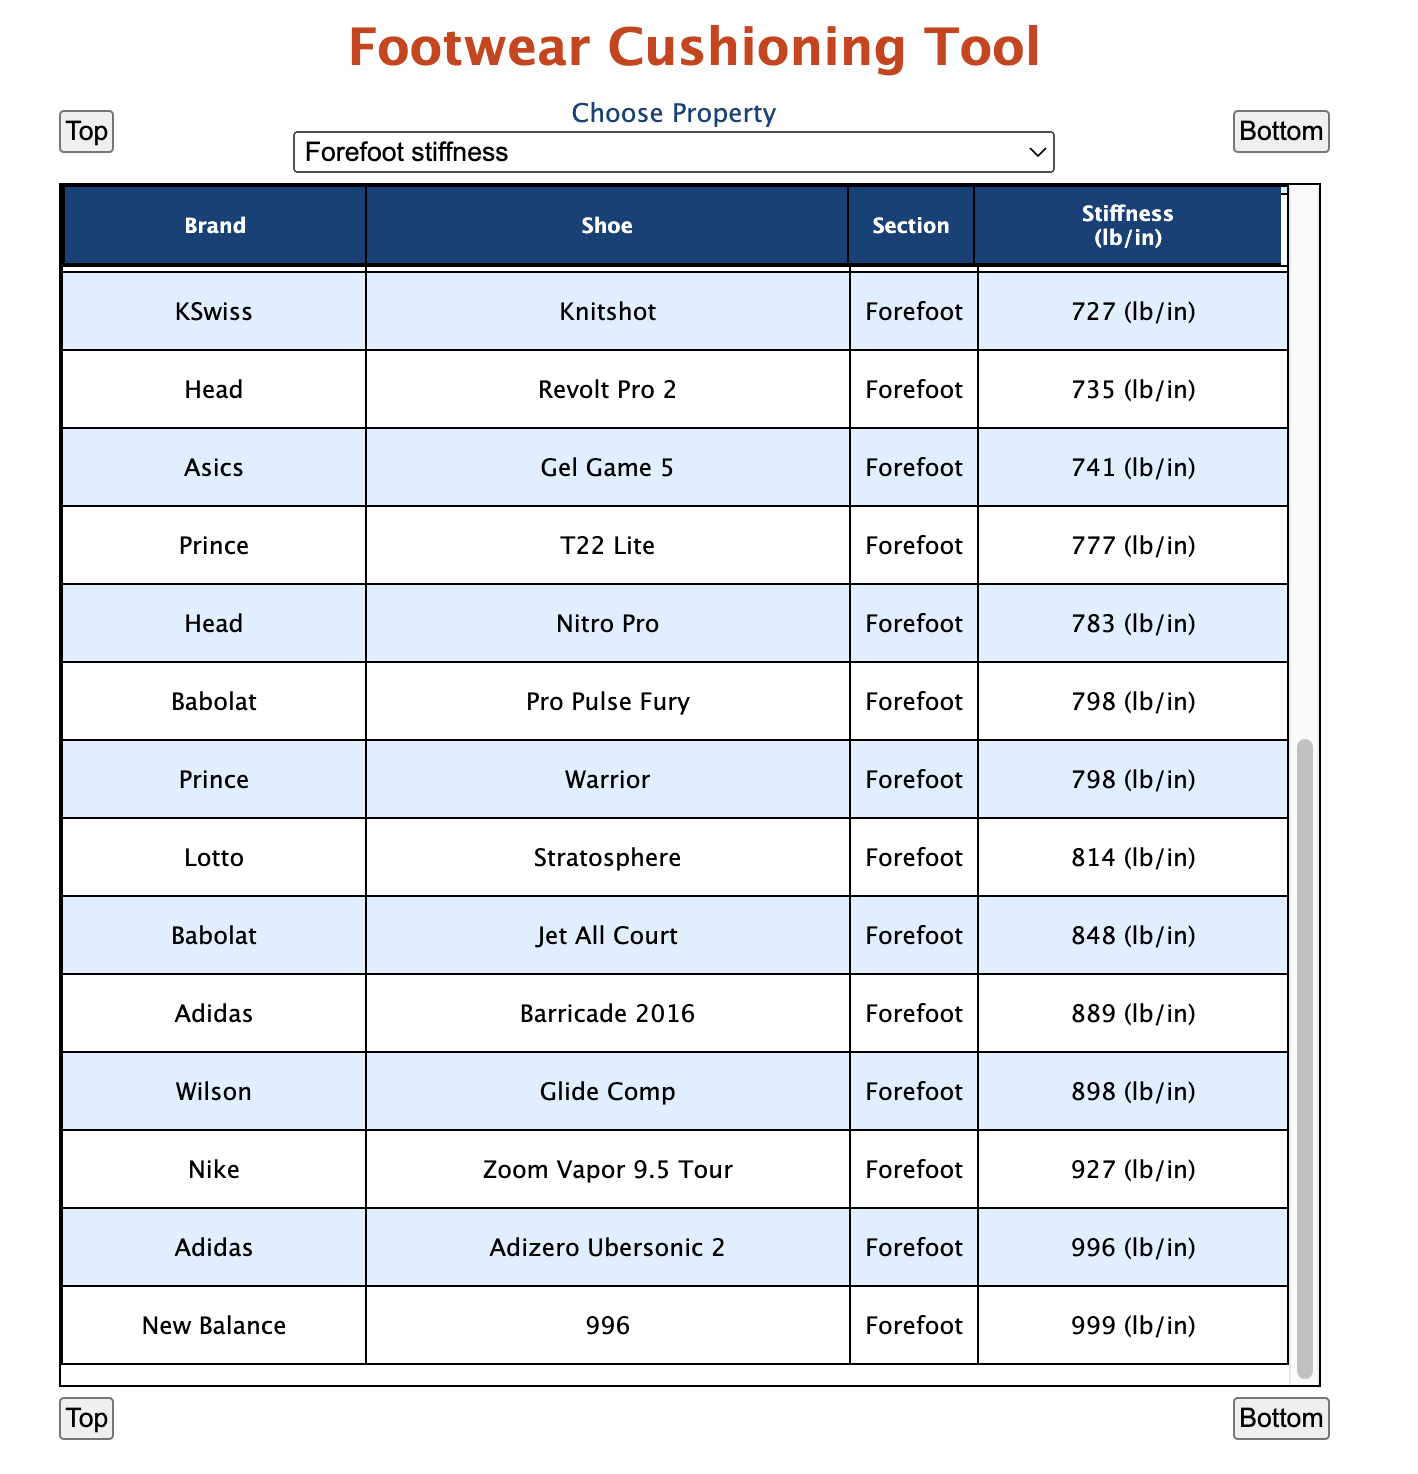 Footwear Cushioning Tool
Choose Property
Top
Forefoot stiffness
Bottom
Brand Shoe Section Stiffness (lb/in)
KSwiss Knitshot Forefoot 727 (lb/in)
Head Revolt Pro 2 Forefoot 735 (lb/in)
Asics Gel Game 5 Forefoot 741 (lb/in)
Prince T22 Lite Forefoot 777 (lb/in)
Head Nitro Pro Forefoot 783 (lb/in)
Babolat Pro Pulse Fury Forefoot 798 (lb/in)
Prince Warrior Forefoot 798 (lb/in)
Lotto Stratosphere Forefoot 814 (lb/in)
Babolat Jet All Court Forefoot 848 (lb/in)
Adidas Barricade 2016 Forefoot 889 (lb/in)
Wilson Glide Comp Forefoot 898 (lb/in)
Nike Zoom Vapor 9.5 Tour Forefoot 927 (lb/in)
Adidas Adizero Ubersonic 2 Forefoot 996 (lb/in)
New Balance 996 Forefoot 999 (lb/in)
Top Bottom